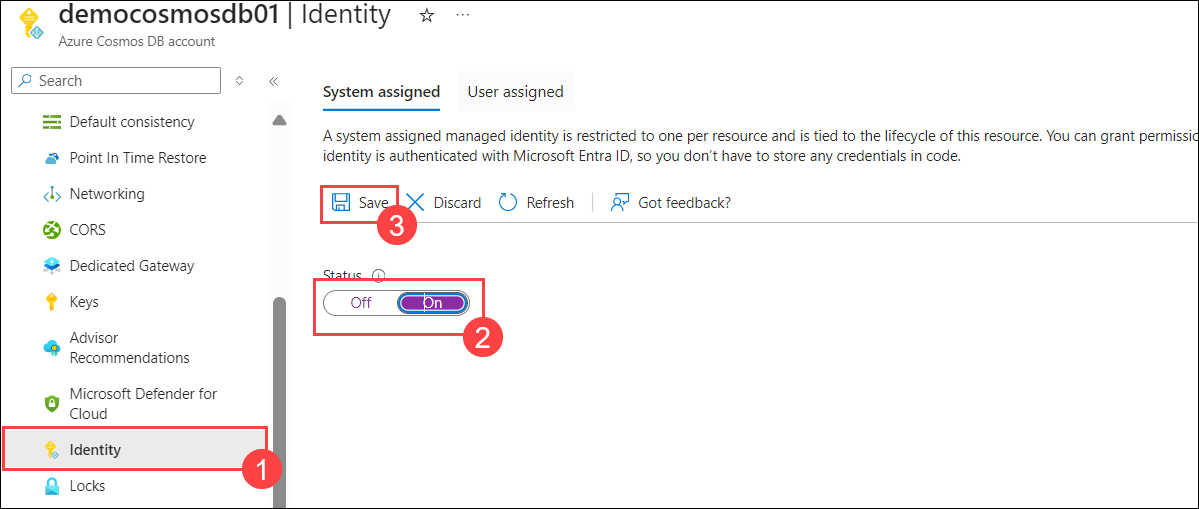 democosmosdb01 | Identity
Azure Cosmos DB account
Search
Default consistency
Point In Time Restore
Networking
CORS
Dedicated Gateway
Keys
Advisor
Recommendations
Microsoft Defender for
Cloud
Identity
1
Locks
System assigned User assigned
A system assigned managed identity is restricted to one per resource and is tied to the lifecycle of this resource. You can grant permissio
identity is authenticated with Microsoft Entra ID, so you don't have to store any credentials in code.
Save Discard Refresh Got feedback?
3
Status
Off On
2